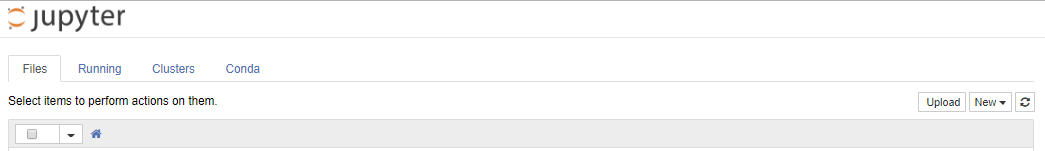 jupyter
Files Running Clusters Conda
Select items to perform actions on them.
Upload New